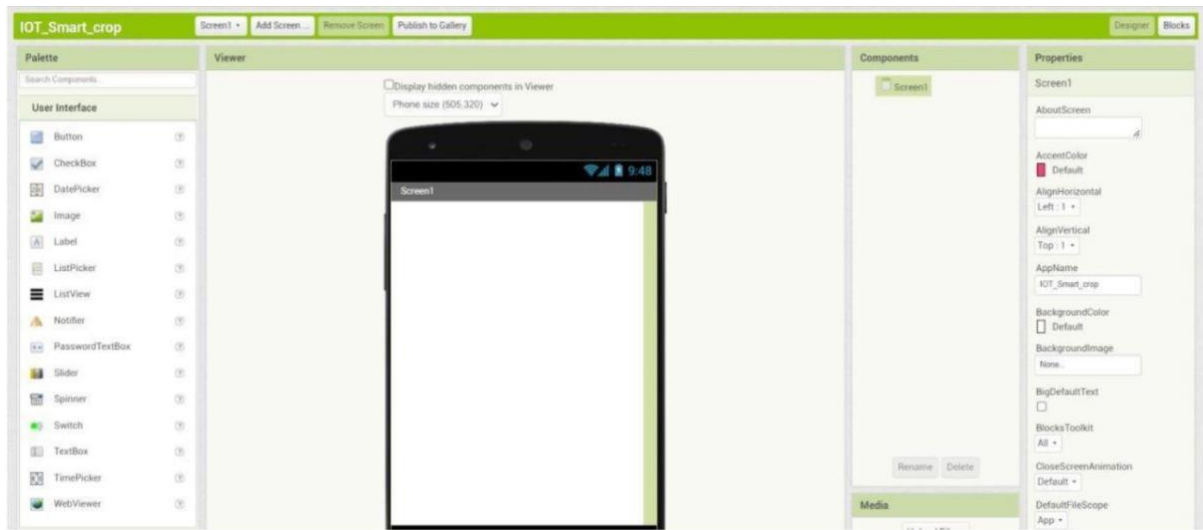 IOT_Smart_crop
Screen1
Add Screen ...
Remove Screen
Publish to Gallery
Designer
Blocks
Palette
Search Components...
User Interface
Button
CheckBox
DatePicker
Image
Label
ListPicker
ListView
Notifier
PasswordTextBox
Slider
Spinner
Switch
TextBox
TimePicker
WebViewer
Viewer
Display hidden components in Viewer
Phone size (505,320)
9:48
Screen1
Components
Screen1
Rename
Delete
Media
Properties
Screen1
AboutScreen
AccentColor
Default
AlignHorizontal
Left : 1
AlignVertical
Top : 1
AppName
IOT_Smart_crop
BackgroundColor
Default
BackgroundImage
None...
BigDefaultText
BlocksToolkit
All
CloseScreenAnimation
Default
DefaultFileScope
App